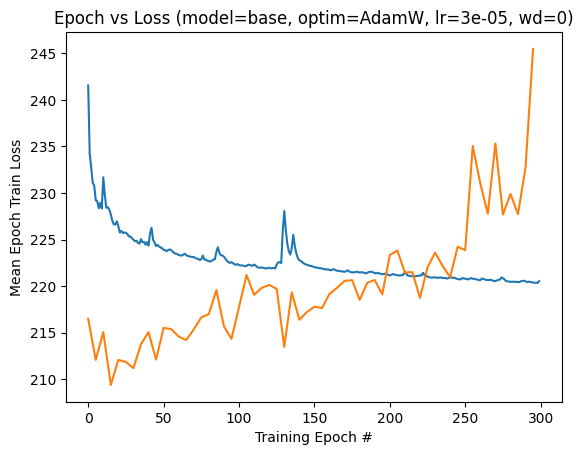 Epoch vs Loss (model=base, optim=AdamW, lr=3e-05, wd=0)
Mean Epoch Train Loss
245
240
235
230
225
220
215
210
0 50 100 150 200 250 300
Training Epoch #